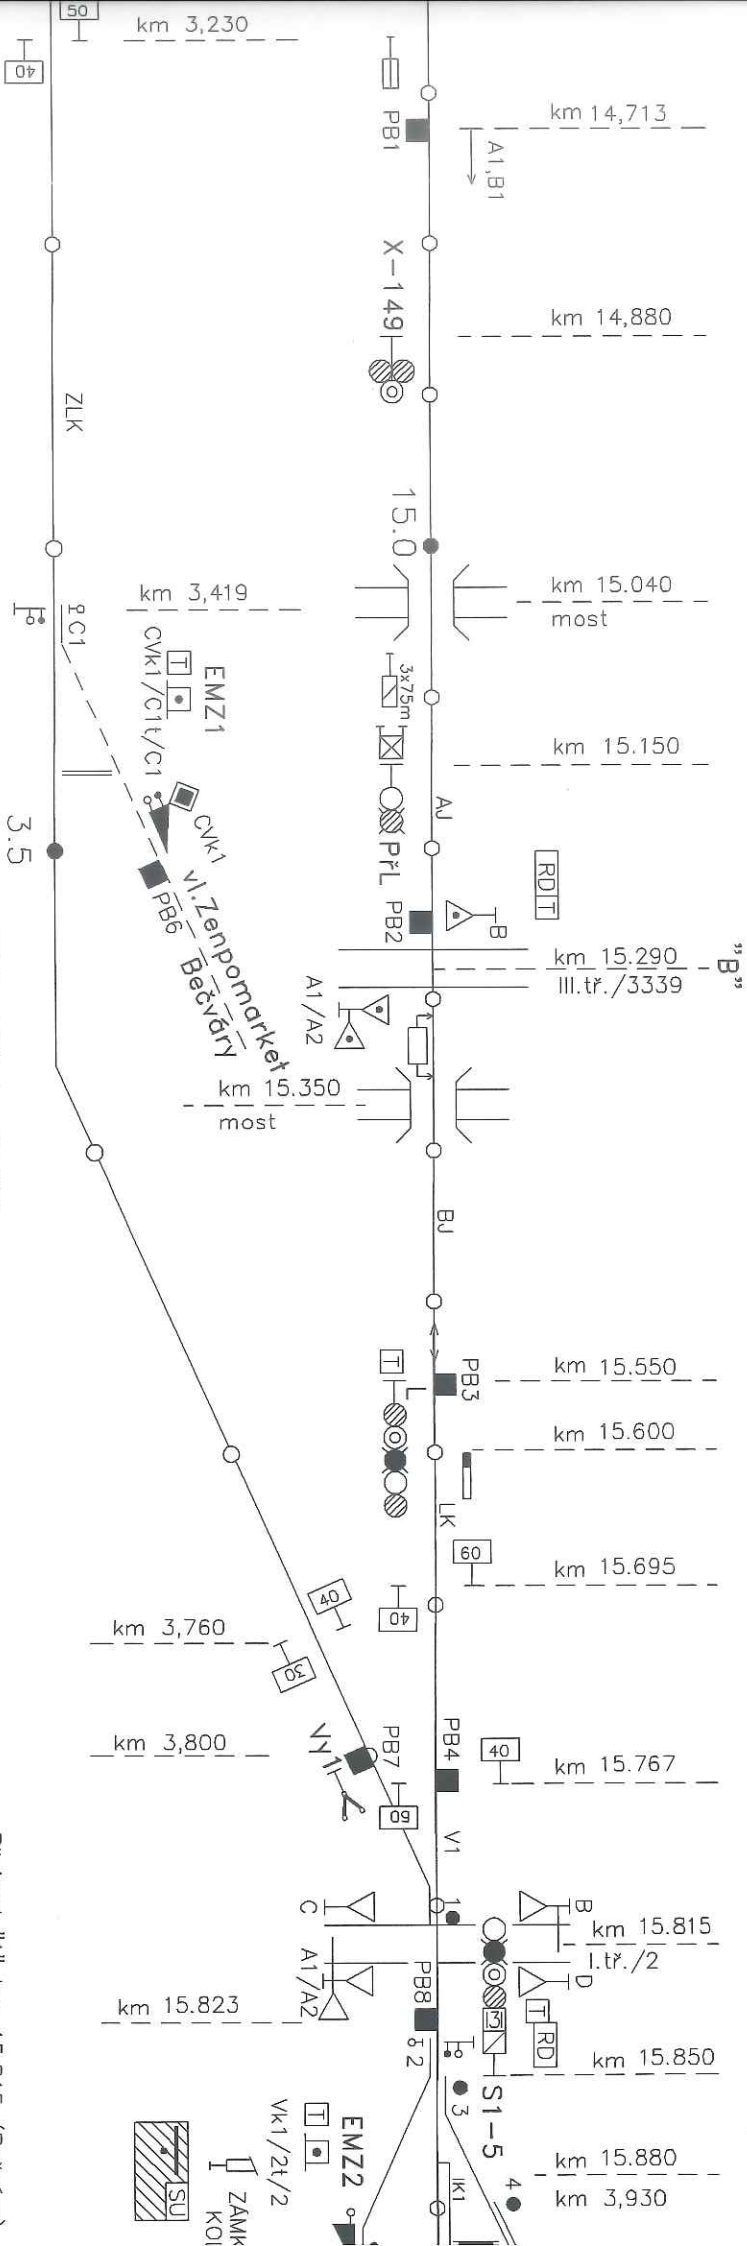 50
km 3,230
40
km 14,713
PB1
A1,B1
X-149
km 14,880
ZLK
15.0
km 3,419
km 15.040
most
C1
EMZ1
T
CVk1/C1t/C1
3x75m
km 15.150
AJ
PřL
CVk1
3.5
PB6
vl.Zenpomarket
Bečváry
RD T
B
PB2
"B"
km 15.290
III.tř./3339
A1/A2
km 15.350
most
BJ
T
L
PB3
km 15.550
km 15.600
LK
60
km 15.695
40
40
km 3,760
30
km 3,800
Vy1
PB7
PB4
40
km 15.767
60
V1
C
1
B
km 15.815
I.tř./2
A1/A2
PB8
D
km 15.823
2
3
T RD
km 15.850
3
S1-5
EMZ2
T
Vk1/2t/2
km 15.880
km 3,930
4
1K1
SU
ZÁMK
KOL